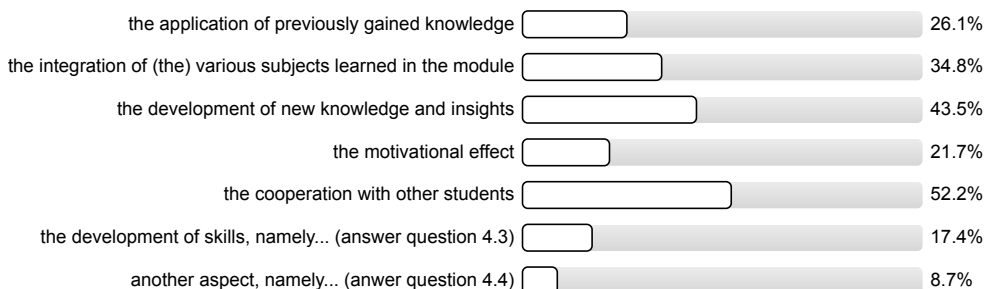 the application of previously gained knowledge 26.1%
the integration of (the) various subjects learned in the module 34.8%
the development of new knowledge and insights 43.5%
the motivational effect 21.7%
the cooperation with other students 52.2%
the development of skills, namely... (answer question 4.3) 17.4%
another aspect, namely... (anwer question 4.4) 8.7%